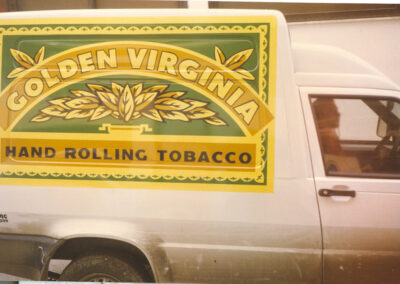 GOLDEN VIRGINIA
HAND ROLLING TOBACCO